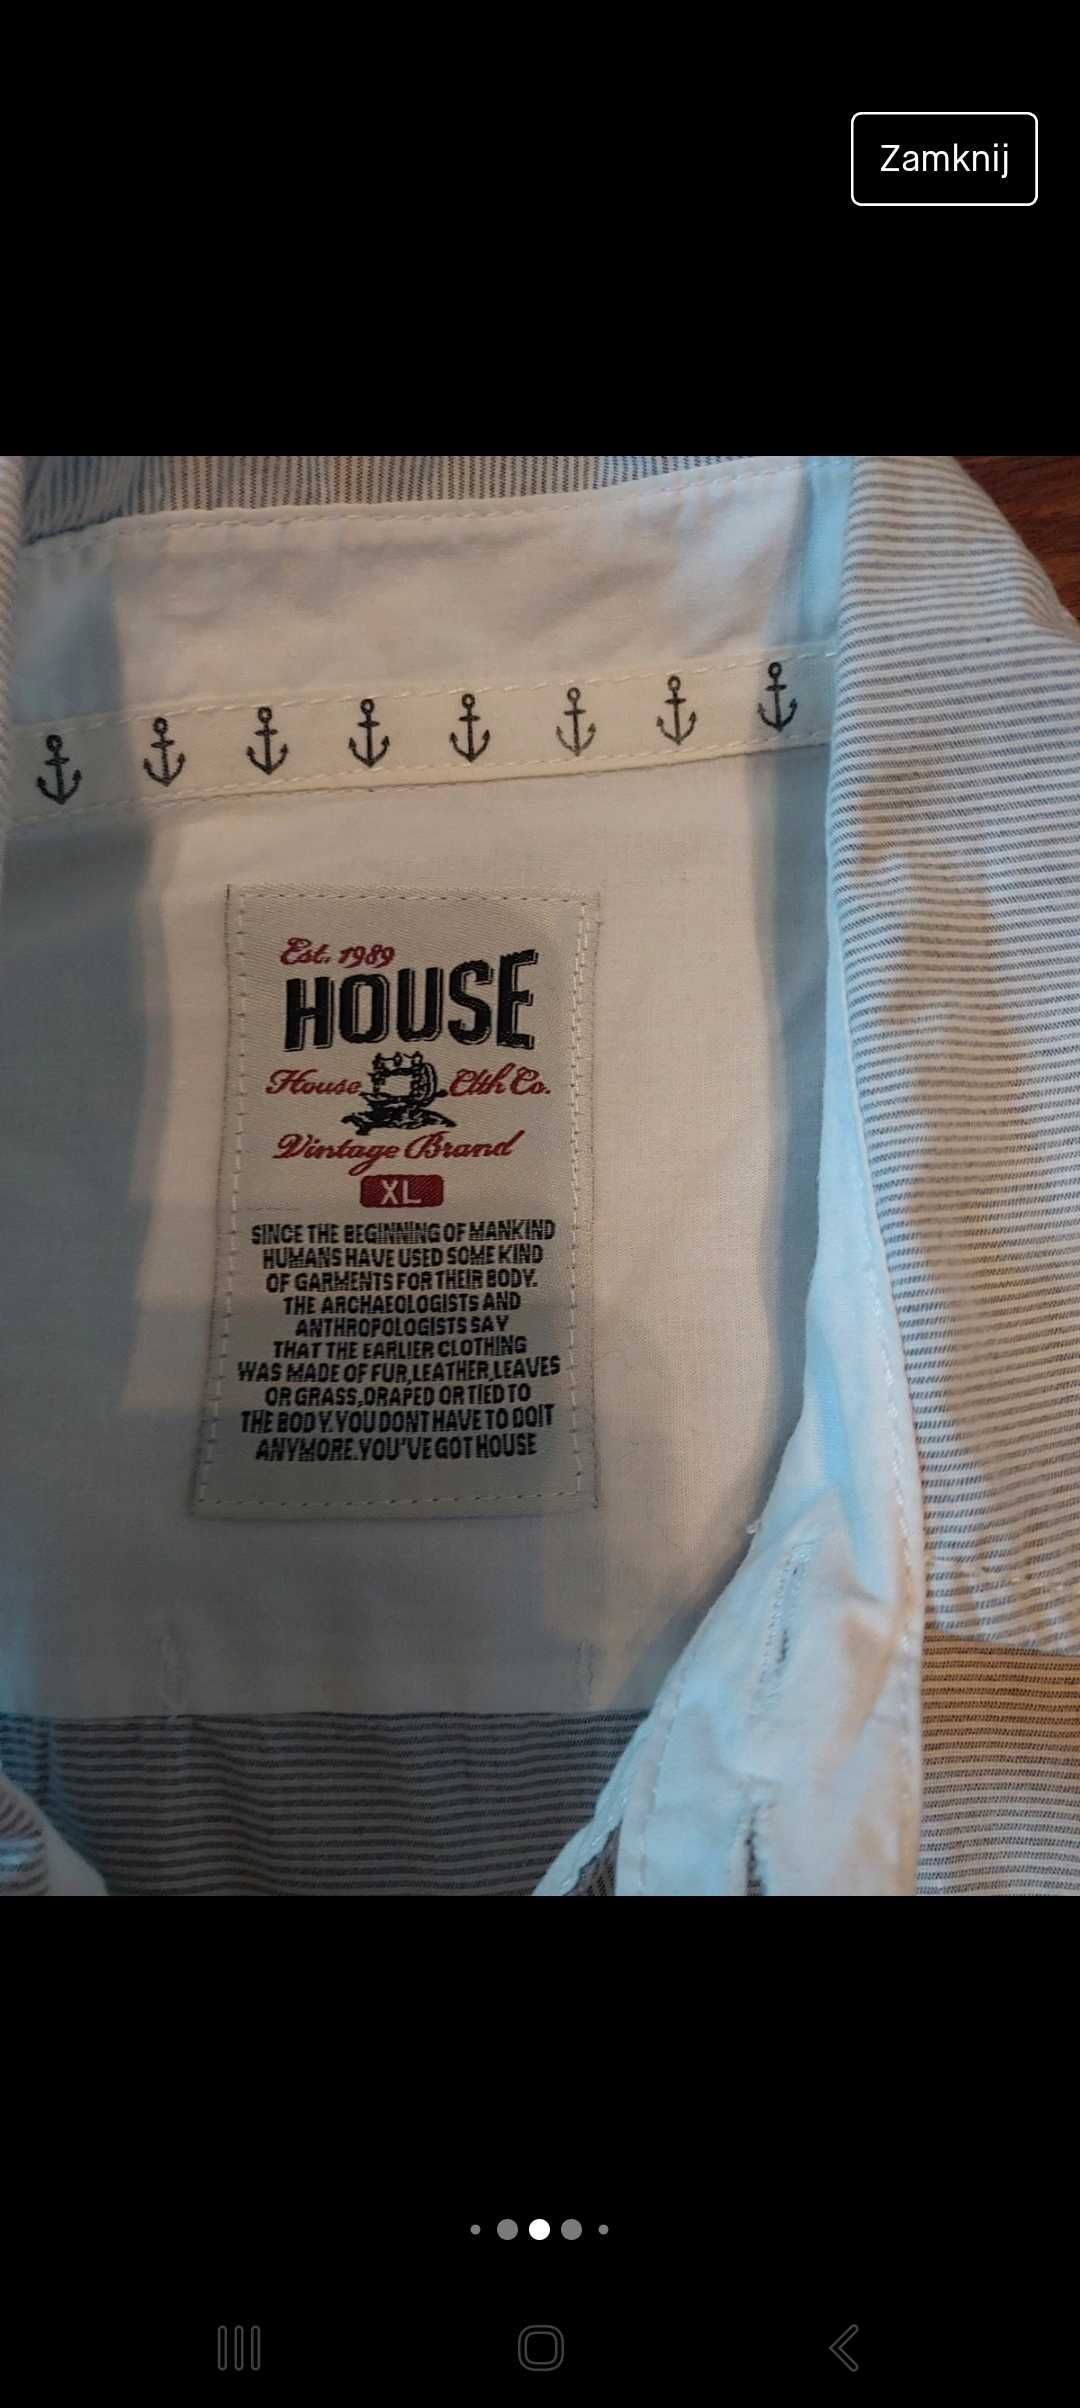 Zamknij
Est. 1989
HOUSE
House Clth Co.
Vintage Brand
XL
SINCE THE BEGINNING OF MANKIND
HUMANS HAVE USED SOME KIND
OF GARMENTS FOR THEIR BODY.
THE ARCHAEOLOGISTS AND
ANTHROPOLOGISTS SAY
THAT THE EARLIER CLOTHING
WAS MADE OF FUR,LEATHER,LEAVES
OR GRASS,DRAPED OR TIED TO
THE BODY.YOU DONT HAVE TO DO IT
ANYMORE.YOU'VE GOT HOUSE